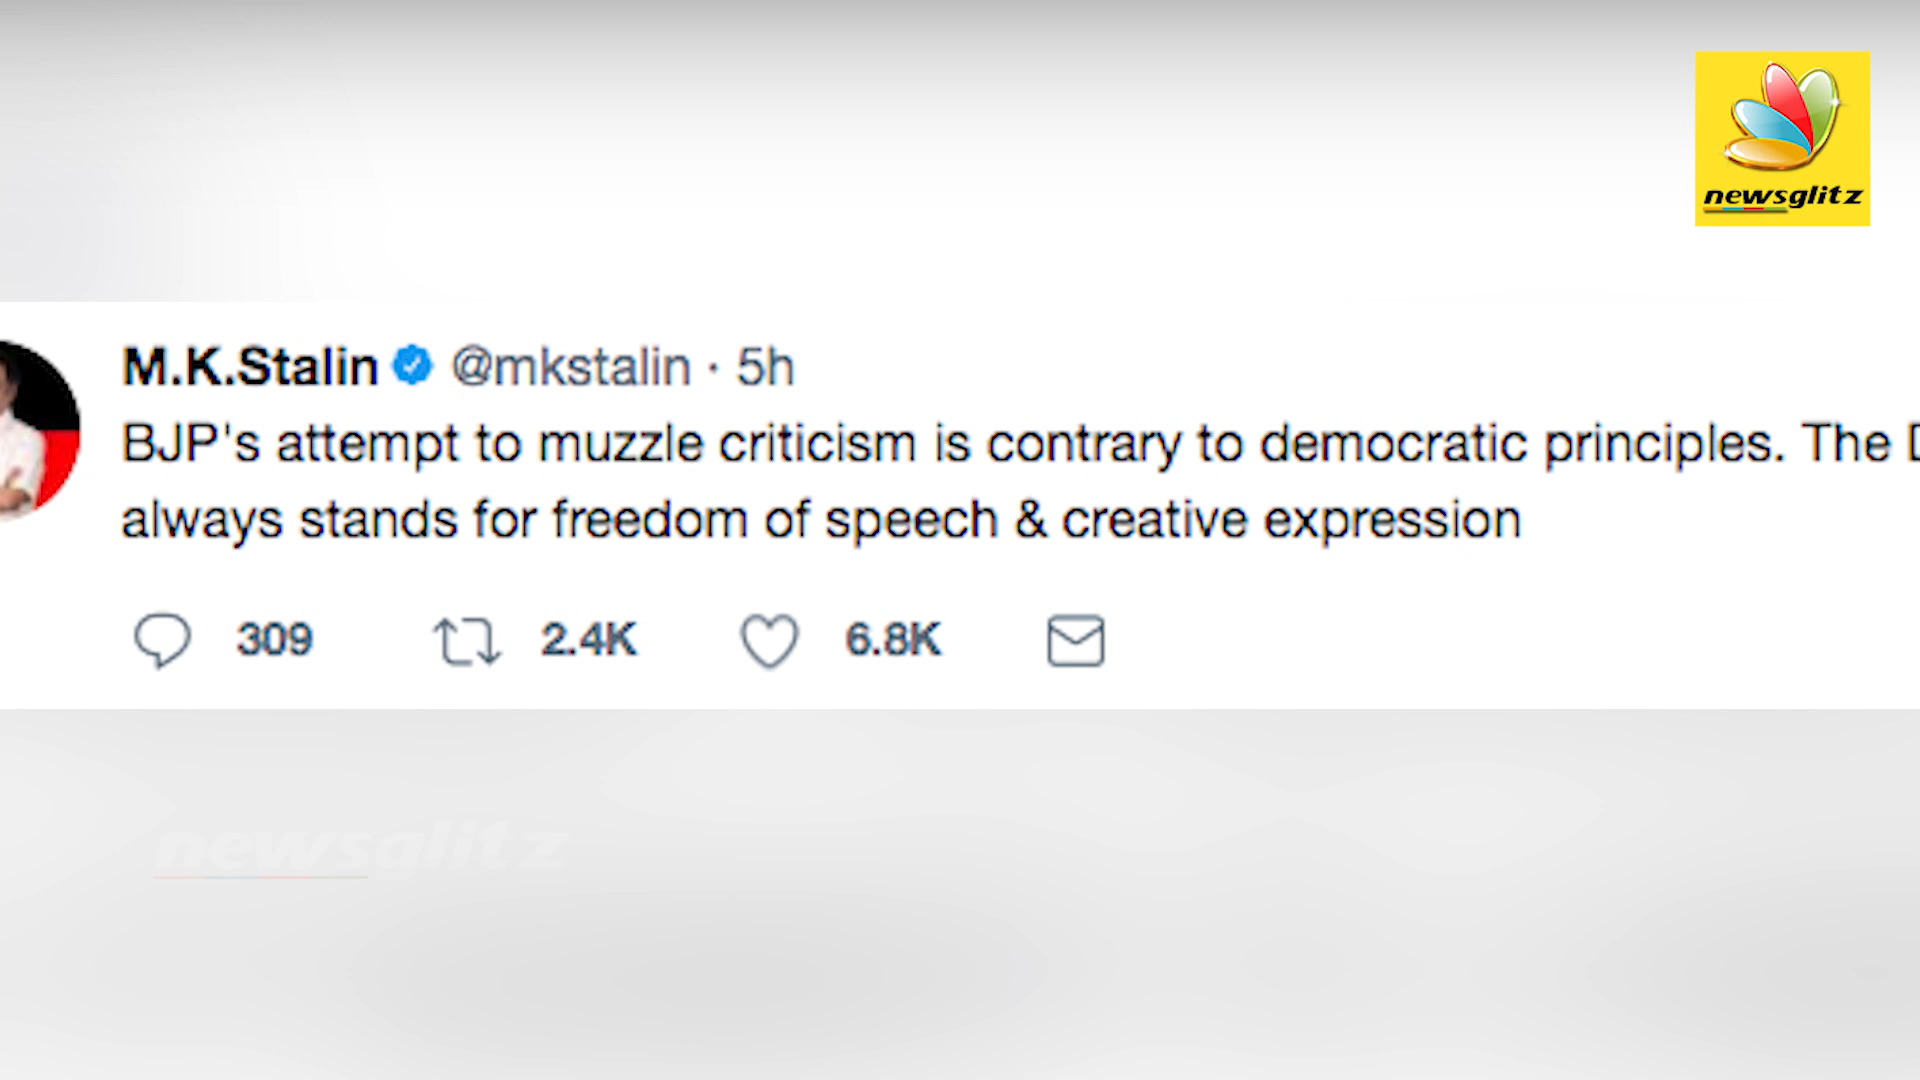 newsglitz
M.K.Stalin @mkstalin · 5h
BJP's attempt to muzzle criticism is contrary to democratic principles. The
always stands for freedom of speech & creative expression
309 2.4K 6.8K
newsglitz